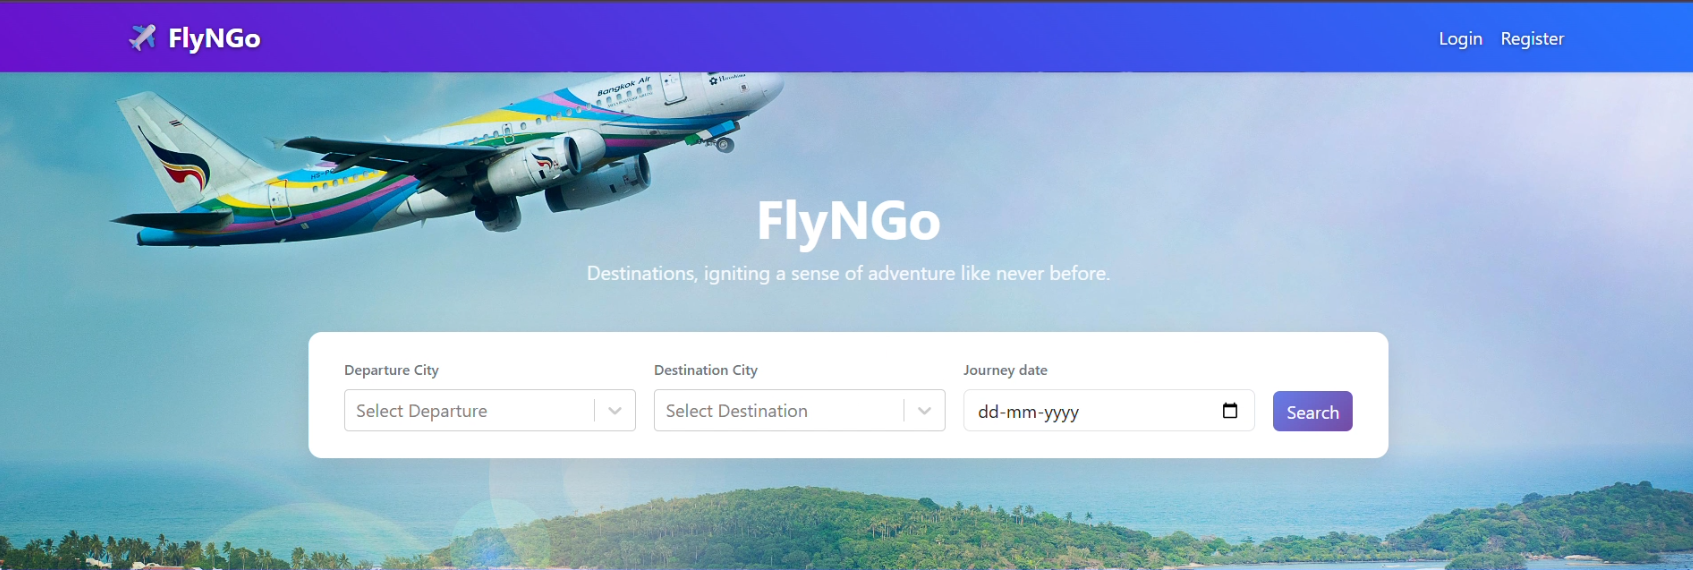 FlyNGo
Login Register
Bangkok Air
FlyNGo
Destinations, igniting a sense of adventure like never before.
Departure City Destination City Journey date
Select Departure Select Destination dd-mm-yyyy Search